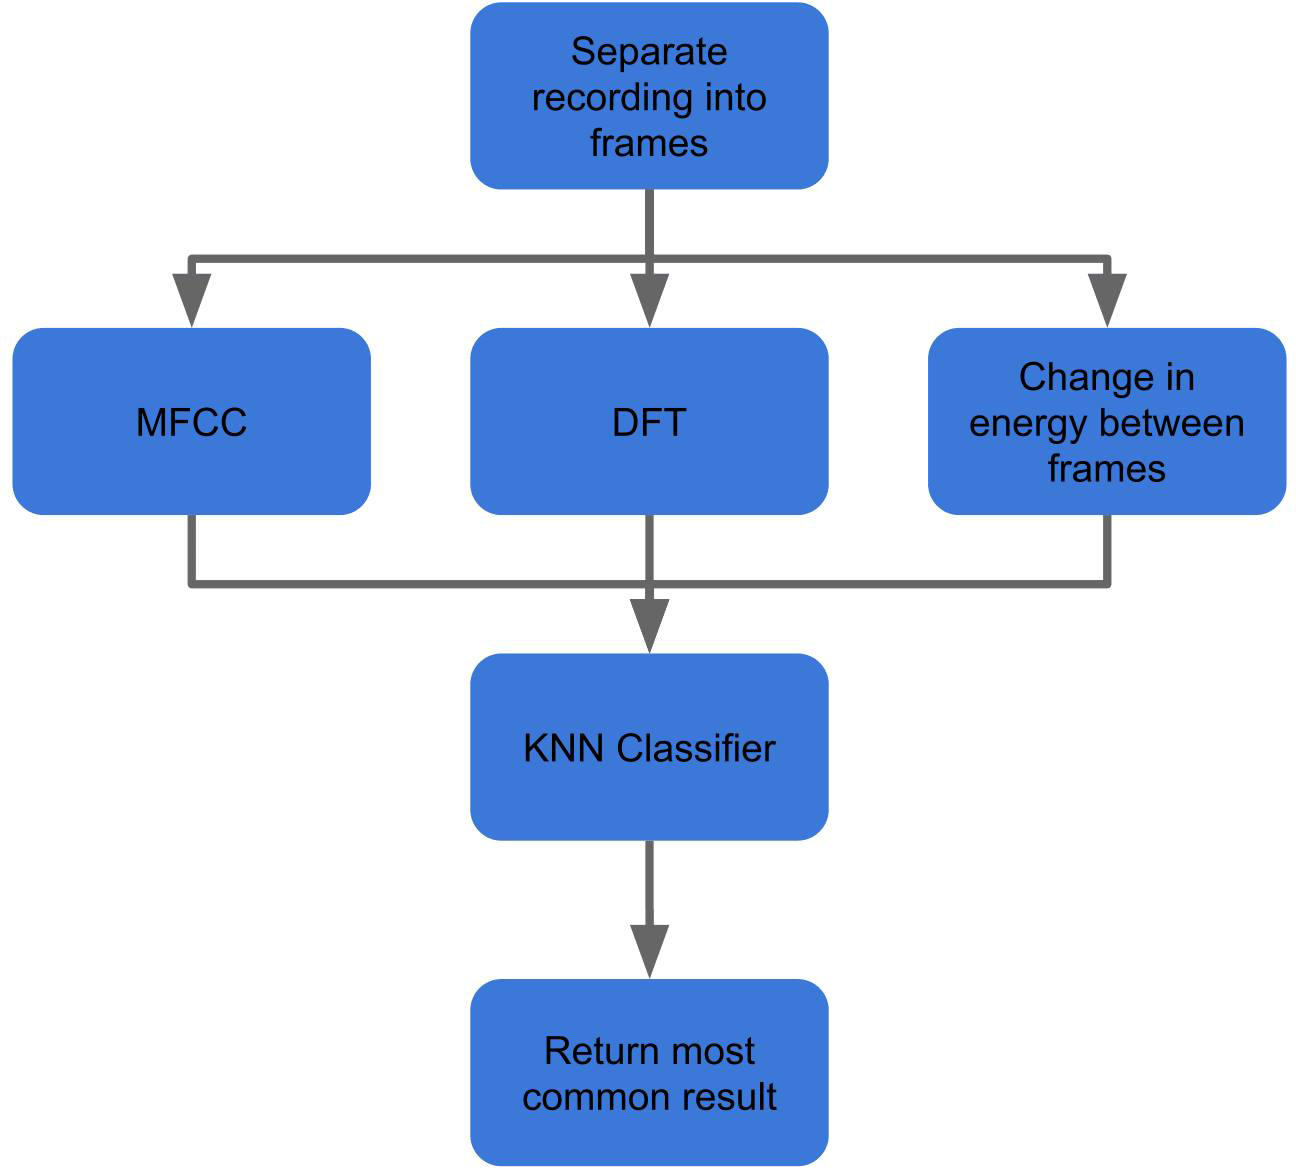 Separate
recording into
frames
MFCC
DFT
Change in
energy between
frames
KNN Classifier
Return most
common result